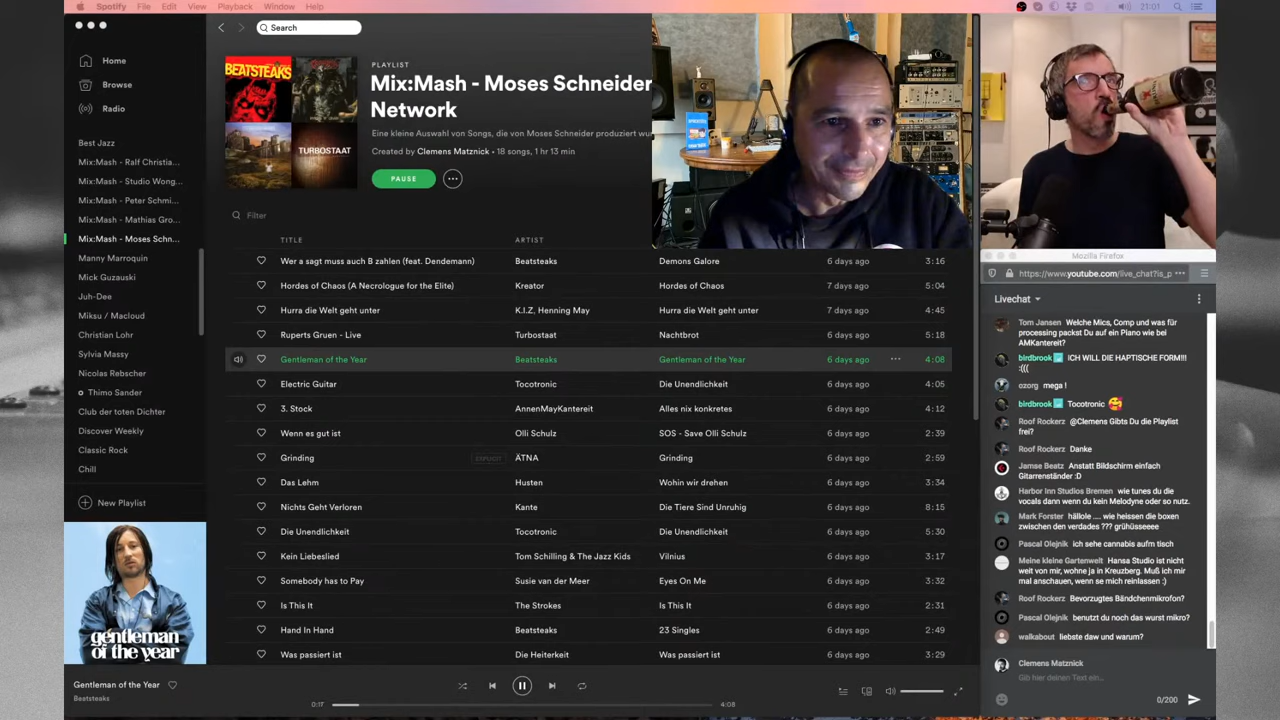 Spotify File Edit View Playback Window Help
21:01
Search
Home
Browse
Radio
Best Jazz
Mix:Mash - Ralf Christia...
Mix:Mash - Studio Wong...
Mix:Mash - Peter Schmi...
Mix:Mash - Mathias Gro...
Mix:Mash - Moses Schn...
Manny Marroquin
Mick Guzauski
Juh-Dee
Miksu / Macloud
Christian Lohr
Sylvia Massy
Nicolas Rebscher
Thimo Sander
Club der toten Dichter
Discover Weekly
Classic Rock
Chill
New Playlist
gentleman
of the year
BEATSTEAKS
TURBOSTAAT
PLAYLIST
Mix:Mash - Moses Schneider
Network
Eine kleine Auswahl von Songs, die von Moses Schneider produziert wu
Created by Clemens Matznick • 18 songs, 1 hr 13 min
PAUSE
Filter
TITLE ARTIST
Wer a sagt muss auch B zahlen (feat. Dendemann) Beatsteaks Demons Galore 6 days ago 3:16
Hordes of Chaos (A Necrologue for the Elite) Kreator Hordes of Chaos 7 days ago 5:04
Hurra die Welt geht unter K.I.Z, Henning May Hurra die Welt geht unter 7 days ago 4:45
Ruperts Gruen - Live Turbostaat Nachtbrot 6 days ago 5:18
Gentleman of the Year Beatsteaks Gentleman of the Year 6 days ago ... 4:08
Electric Guitar Tocotronic Die Unendlichkeit 6 days ago 4:05
3. Stock AnnenMayKantereit Alles nix konkretes 6 days ago 4:12
Wenn es gut ist Olli Schulz SOS - Save Olli Schulz 6 days ago 2:39
Grinding EXPLICIT ÄTNA Grinding 6 days ago 2:59
Das Lehm Husten Wohin wir drehen 6 days ago 3:34
Nichts Geht Verloren Kante Die Tiere Sind Unruhig 6 days ago 8:15
Die Unendlichkeit Tocotronic Die Unendlichkeit 6 days ago 5:30
Kein Liebeslied Tom Schilling & The Jazz Kids Vilnius 6 days ago 3:17
Somebody has to Pay Susie van der Meer Eyes On Me 6 days ago 3:32
Is This It The Strokes Is This It 6 days ago 2:31
Hand In Hand Beatsteaks 23 Singles 6 days ago 2:49
Was passiert ist Die Heiterkeit Was passiert ist 6 days ago 3:29
Gentleman of the Year
Beatsteaks
0:17 4:08
Mozilla Firefox
https://www.youtube.com/live_chat?is_p ...
Livechat
Tom Jansen Welche Mics, Comp und was für
processing packst Du auf ein Piano wie bei
AMKantereit?
birdbrook ICH WILL DIE HAPTISCHE FORM!!!
:(((
ozorg mega !
birdbrook Tocotronic 🥰
Roof Rockerz @Clemens Gibts Du die Playlist
frei?
Roof Rockerz Danke
Jamse Beatz Anstatt Bildschirm einfach
Gitarrenständer :D
Harbor Inn Studios Bremen wie tunes du die
vocals dann wenn du kein Melodyne oder so nutz.
Mark Forster hällole .... wie heissen die boxen
zwischen den verdades ??? grühüsseeee
Pascal Olejnik ich sehe cannabis aufm tisch
Meine kleine Gartenwelt Hansa Studio ist nicht
weit von mir, wohne ja in Kreuzberg. Muß ich mir
mal anschauen, wenn se mich reinlassen :)
Roof Rockerz Bevorzugtes Bändchenmikrofon?
Pascal Olejnik benutzt du noch das wurst mikro?
walkabout liebste daw und warum?
Clemens Matznick
Gib hier deinen Text ein...
0/200